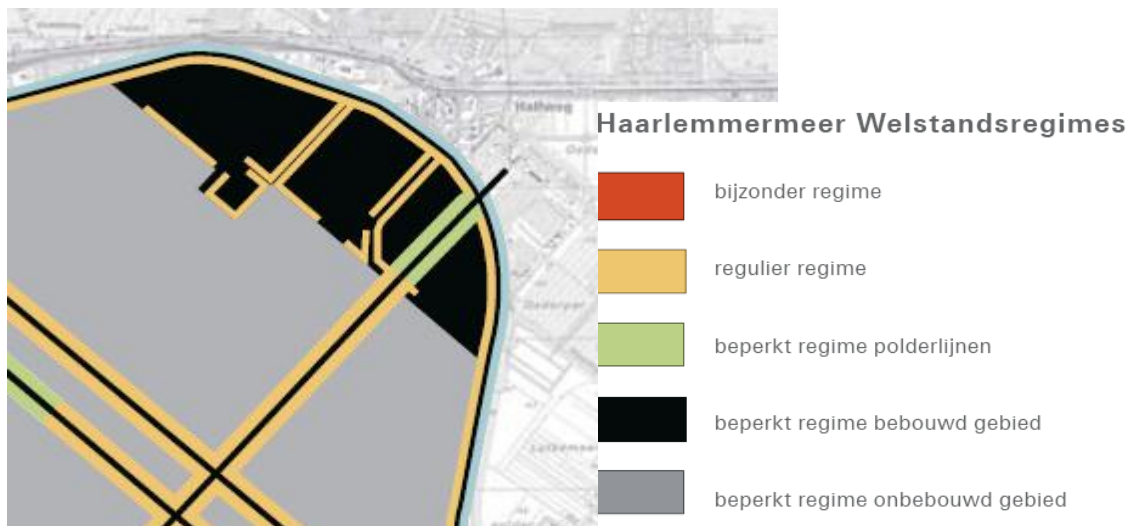 Halfweg
Haarlemmermeer Welstandsregimes
bijzonder regime
regulier regime
beperkt regime polderlijnen
beperkt regime bebouwd gebied
beperkt regime onbebouwd gebied